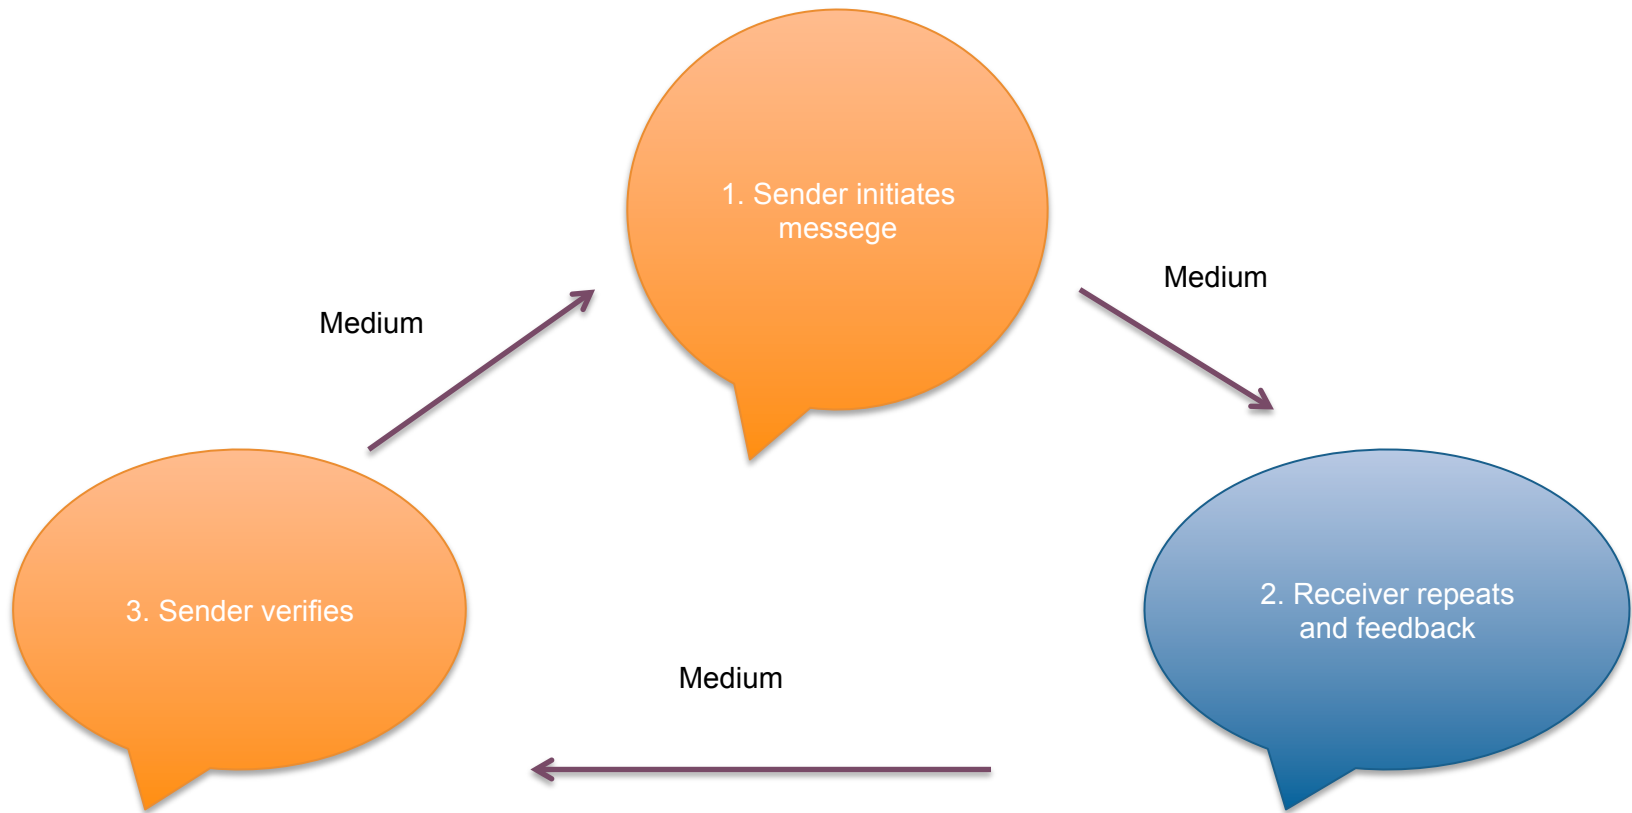 1. Sender initiates
messege
Medium
Medium
2. Receiver repeats
and feedback
3. Sender verifies
Medium